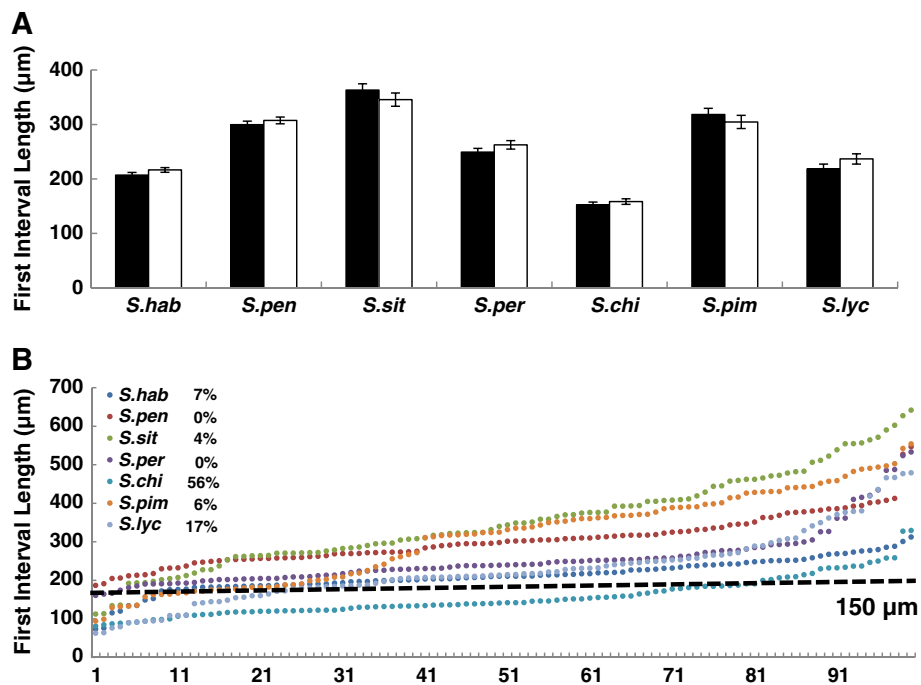 A
First Interval Length (µm)
400
300
200
100
0
S.hab S.pen S.sit S.per S.chi S.pim S.lyc
B
First Interval Length (µm)
700
600
500
400
300
200
100
0
S.hab 7%
S.pen 0%
S.sit 4%
S.per 0%
S.chi 56%
S.pim 6%
S.lyc 17%
150 µm
1 11 21 31 41 51 61 71 81 91